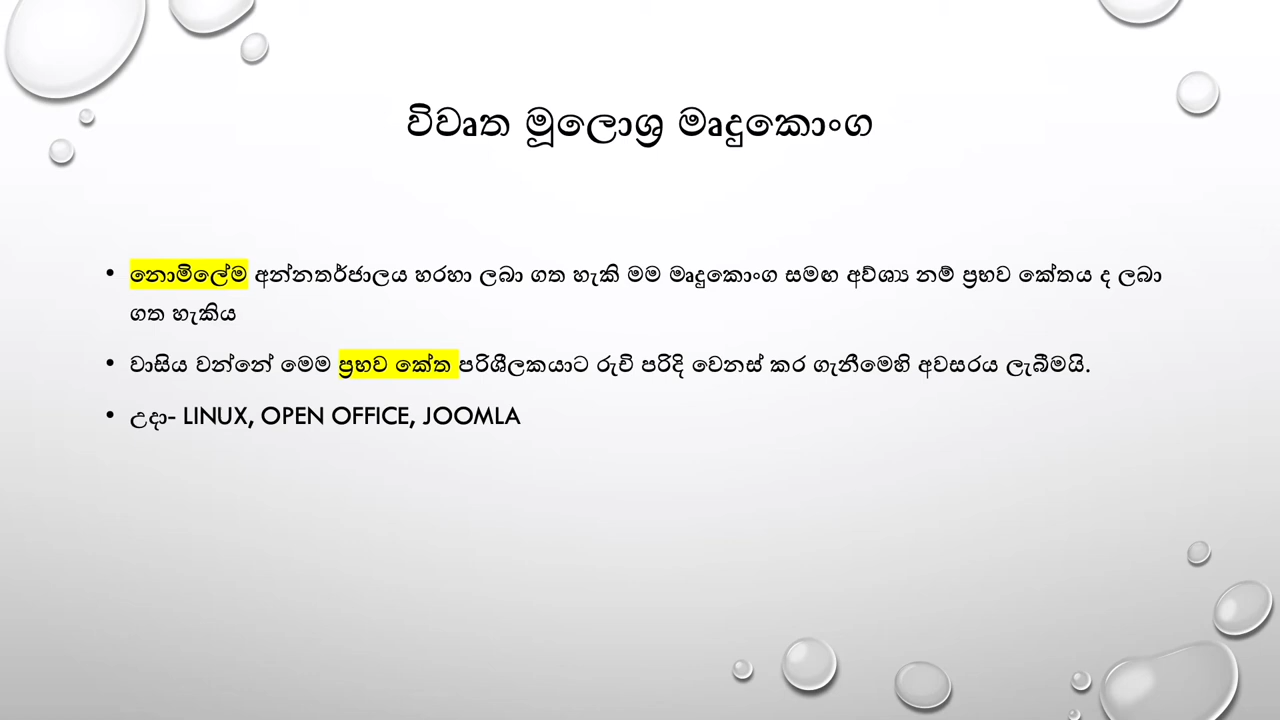 විවෘත මූලොශ්‍ර මෘදුකොංග
• නොමිලේම අන්නතර්ජාලය හරහා ලබා ගත හැකි මම මෘදුකොංග සමඟ අවශ්‍ය නම් ප්‍රභව කේතය ද ලබා
ගත හැකිය
• වාසිය වන්නේ මෙම ප්‍රභව කේත පරිශීලකයාට රුචි පරිදි වෙනස් කර ගැනීමෙහි අවසරය ලැබීමයි.
• උදා- LINUX, OPEN OFFICE, JOOMLA